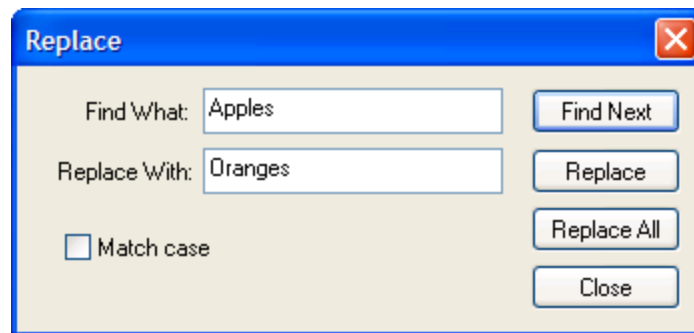 Replace
Find What: Apples
Find Next
Replace With: Oranges
Replace
Match case
Replace All
Close